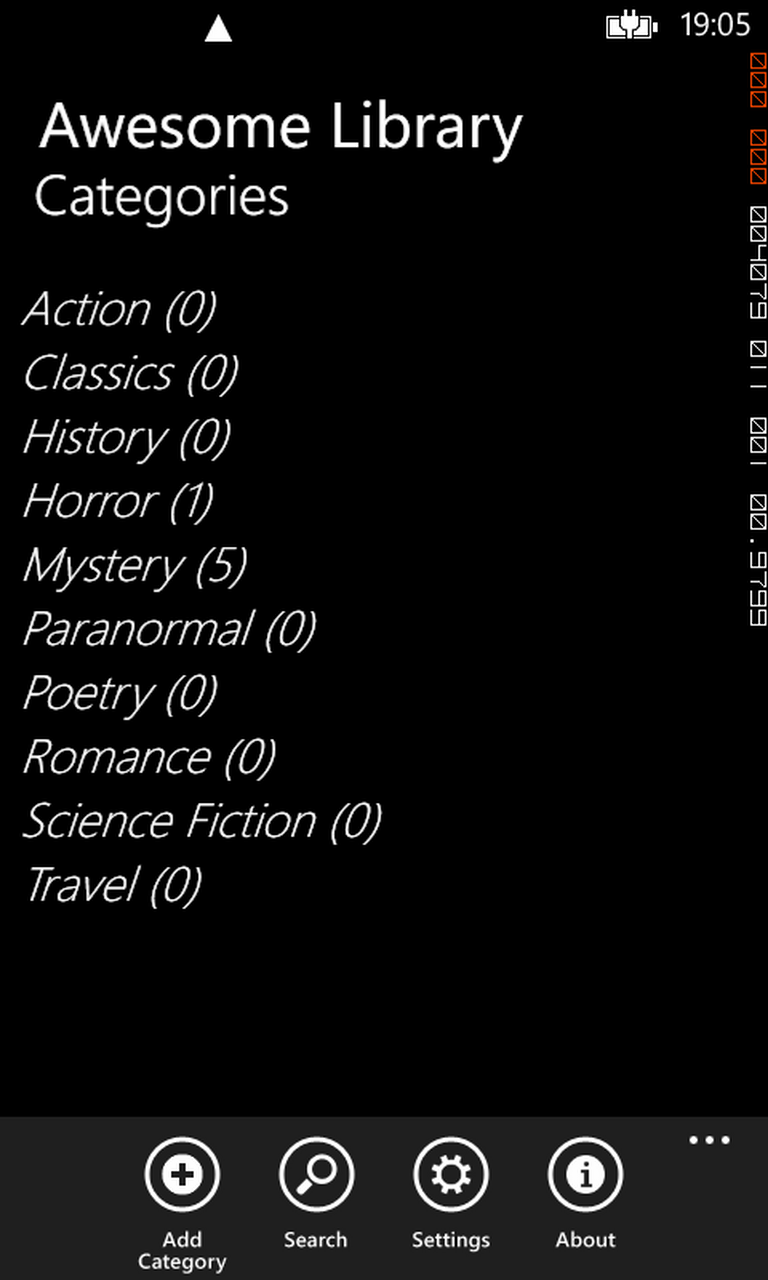 19:05
Awesome Library
Categories
Action (0)
Classics (0)
History (0)
Horror (1)
Mystery (5)
Paranormal (0)
Poetry (0)
Romance (0)
Science Fiction (0)
Travel (0)
000 000 004079 011 001 00.9799
Add
Category
Search
Settings
About